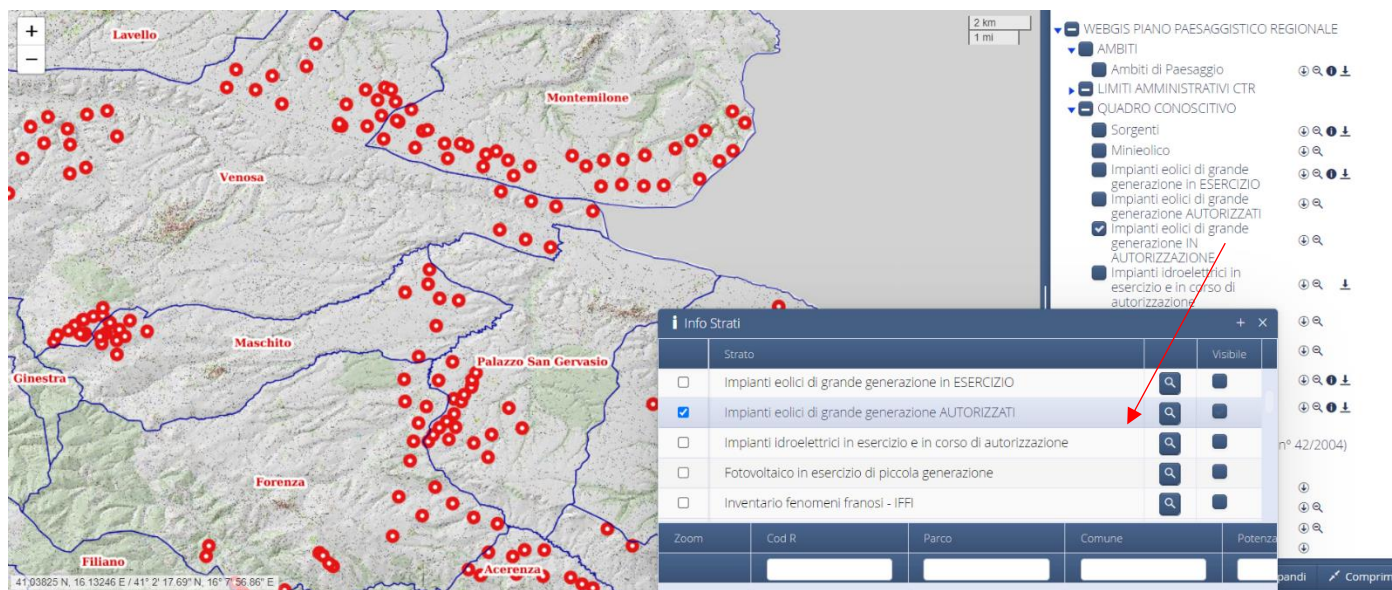 +
−
Lavello
Montemilone
Venosa
Maschito
Palazzo San Gervasio
Ginestra
Forenza
Filiano
Acerenza
2 km
1 mi
41,03825 N, 16.13246 E / 41° 2' 17.69" N, 16° 7' 56.86" E
WEBGIS PIANO PAESAGGISTICO REGIONALE
AMBITI
Ambiti di Paesaggio
LIMITI AMMINISTRATIVI CTR
QUADRO CONOSCITIVO
Sorgenti
Minieolico
Impianti eolici di grande
generazione in ESERCIZIO
Impianti eolici di grande
generazione AUTORIZZATI
Impianti eolici di grande
generazione IN
AUTORIZZAZIONE
Impianti idroelettrici in
esercizio e in corso di
autorizzazione
n° 42/2004)
i Info Strati + ×
Strato Visibile
Impianti eolici di grande generazione in ESERCIZIO
Impianti eolici di grande generazione AUTORIZZATI
Impianti idroelettrici in esercizio e in corso di autorizzazione
Fotovoltaico in esercizio di piccola generazione
Inventario fenomeni franosi - IFFI
Zoom Cod R Parco Comune Potenza
pandi Comprim